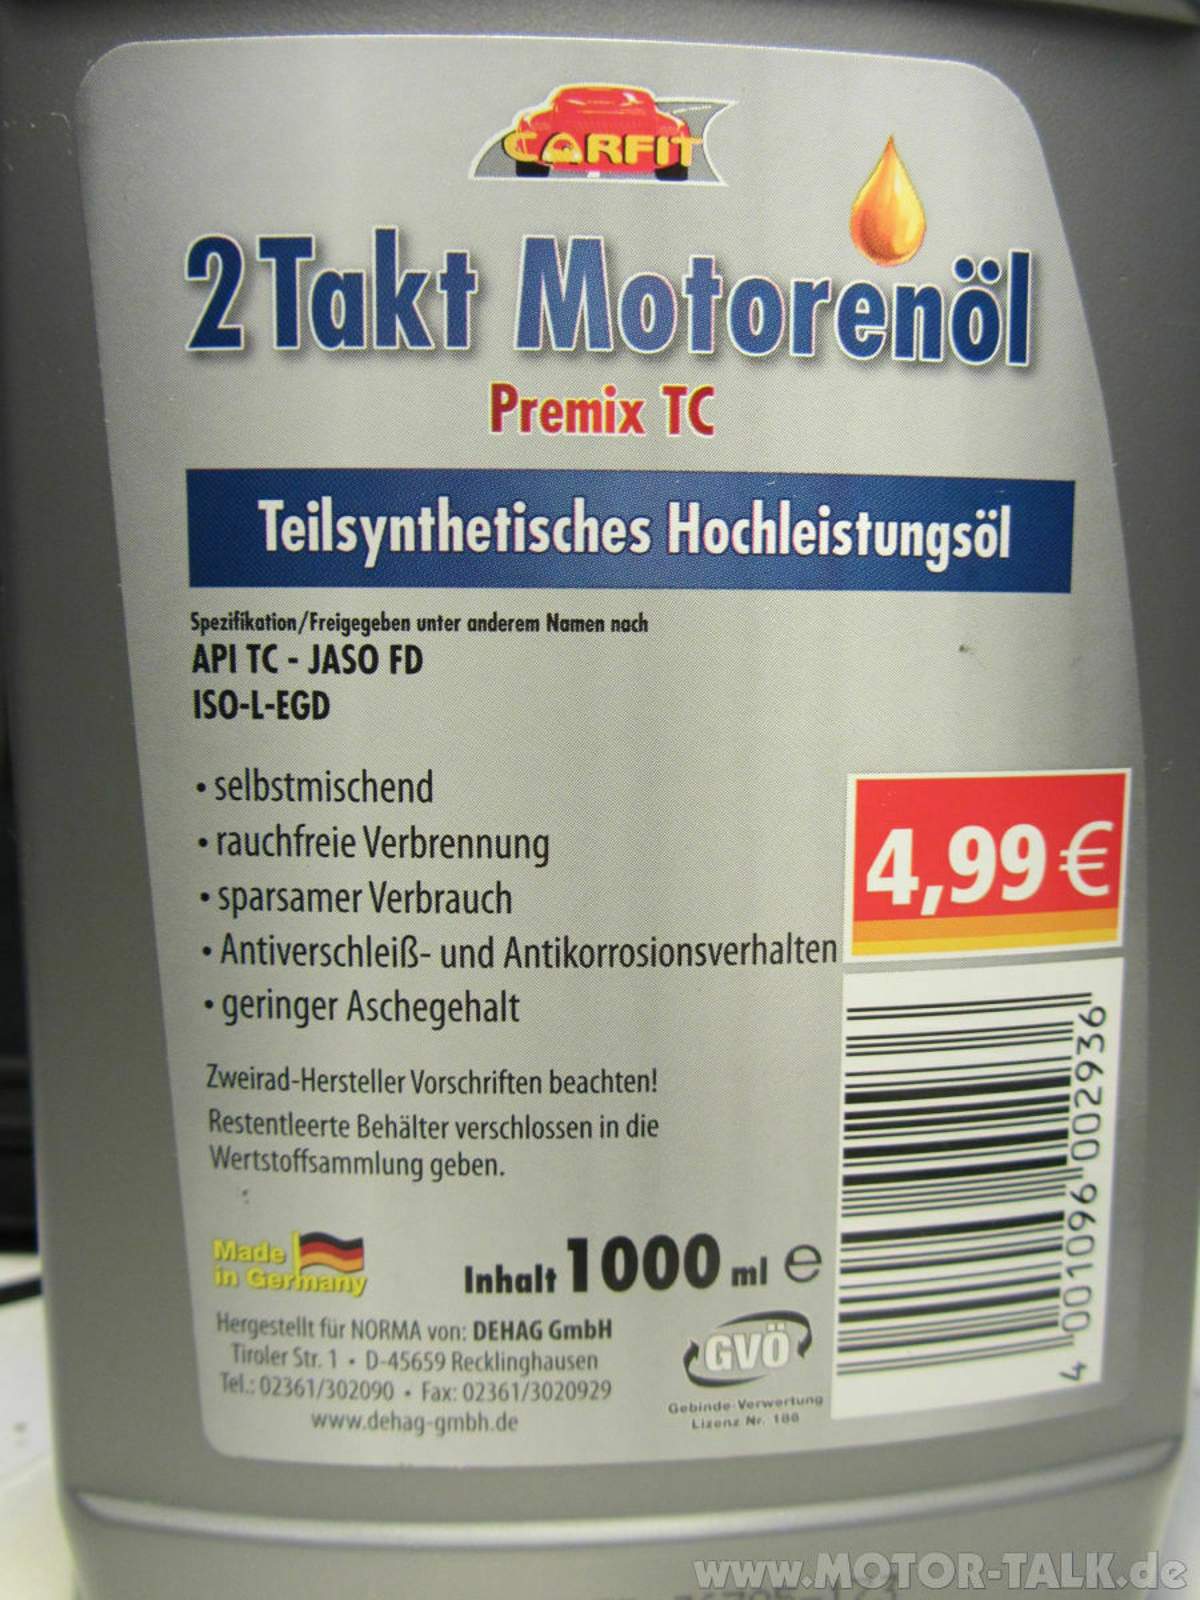 CARFIT
2Takt Motorenöl
Premix TC
Teilsynthetisches Hochleistungsöl
Spezifikation/Freigegeben unter anderem Namen nach
API TC - JASO FD
ISO-L-EGD
• selbstmischend
• rauchfreie Verbrennung
• sparsamer Verbrauch
• Antiverschleiß- und Antikorrosionsverhalten
• geringer Aschegehalt
4,99 €
Zweirad-Hersteller Vorschriften beachten!
Restentleerte Behälter verschlossen in die
Wertstoffsammlung geben.
Made
in Germany
Inhalt 1000 ml e
Hergestellt für NORMA von: DEHAG GmbH
Tiroler Str. 1 • D-45659 Recklinghausen
Tel.: 02361/302090 • Fax: 02361/3020929
www.dehag-gmbh.de
GVÖ
Gebinde-Verwertung
Lizenz Nr. 188
4 001096 002936
www.MOTOR-TALK.de